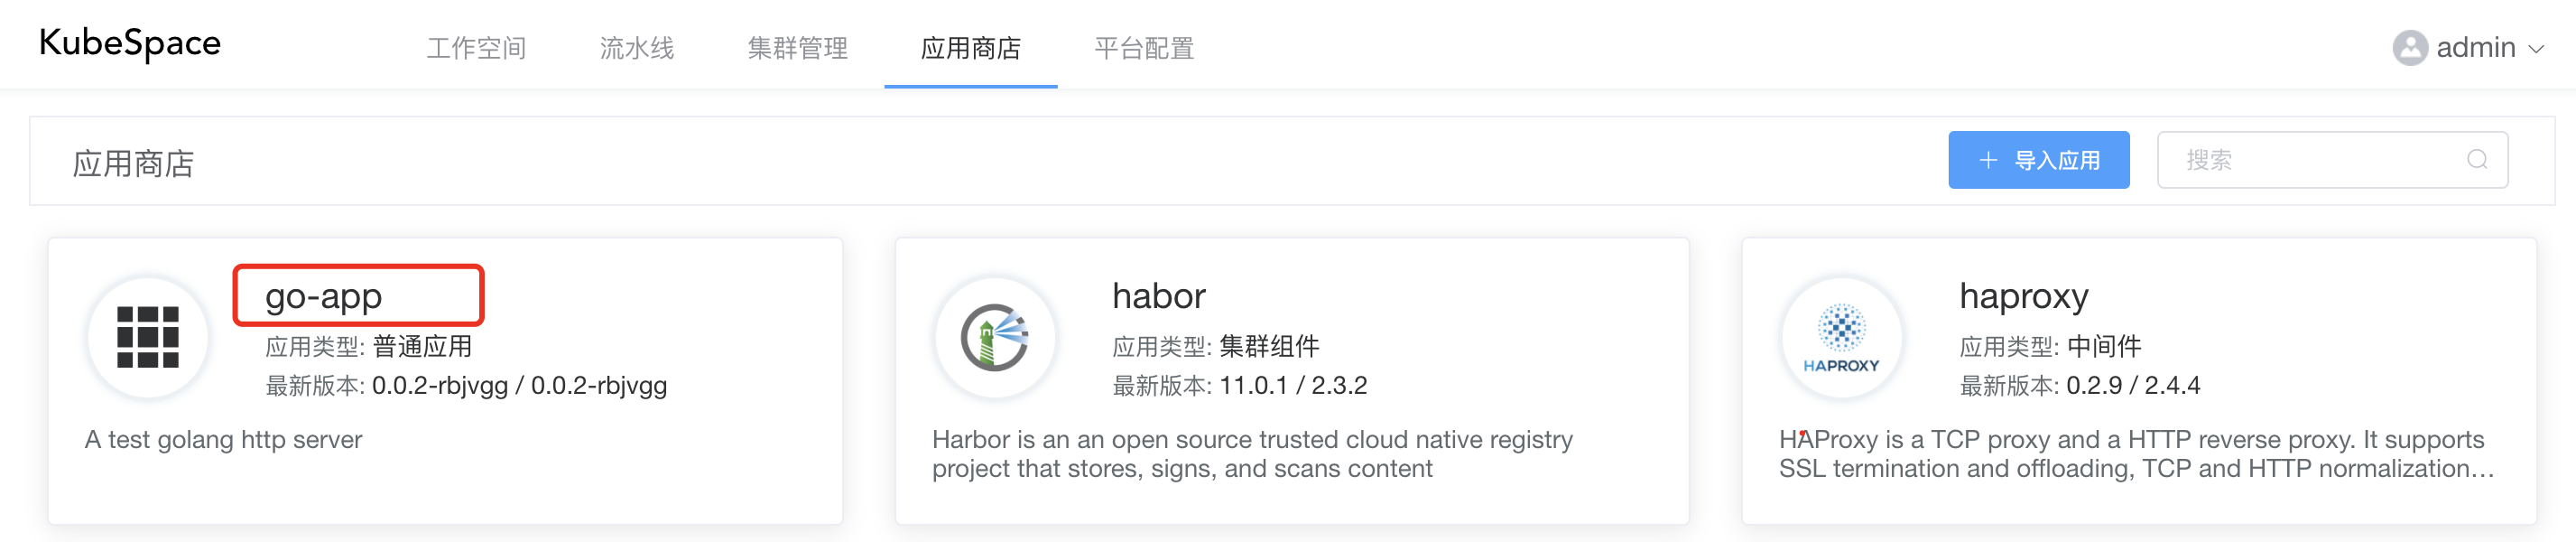 KubeSpace 工作空间 流水线 集群管理 应用商店 平台配置 admin
应用商店 导入应用 搜索
go-app
应用类型: 普通应用
最新版本: 0.0.2-rbjvgg / 0.0.2-rbjvgg
A test golang http server
habor
应用类型: 集群组件
最新版本: 11.0.1 / 2.3.2
Harbor is an an open source trusted cloud native registry
project that stores, signs, and scans content
HAPROXY
haproxy
应用类型: 中间件
最新版本: 0.2.9 / 2.4.4
HAProxy is a TCP proxy and a HTTP reverse proxy. It supports
SSL termination and offloading, TCP and HTTP normalization…